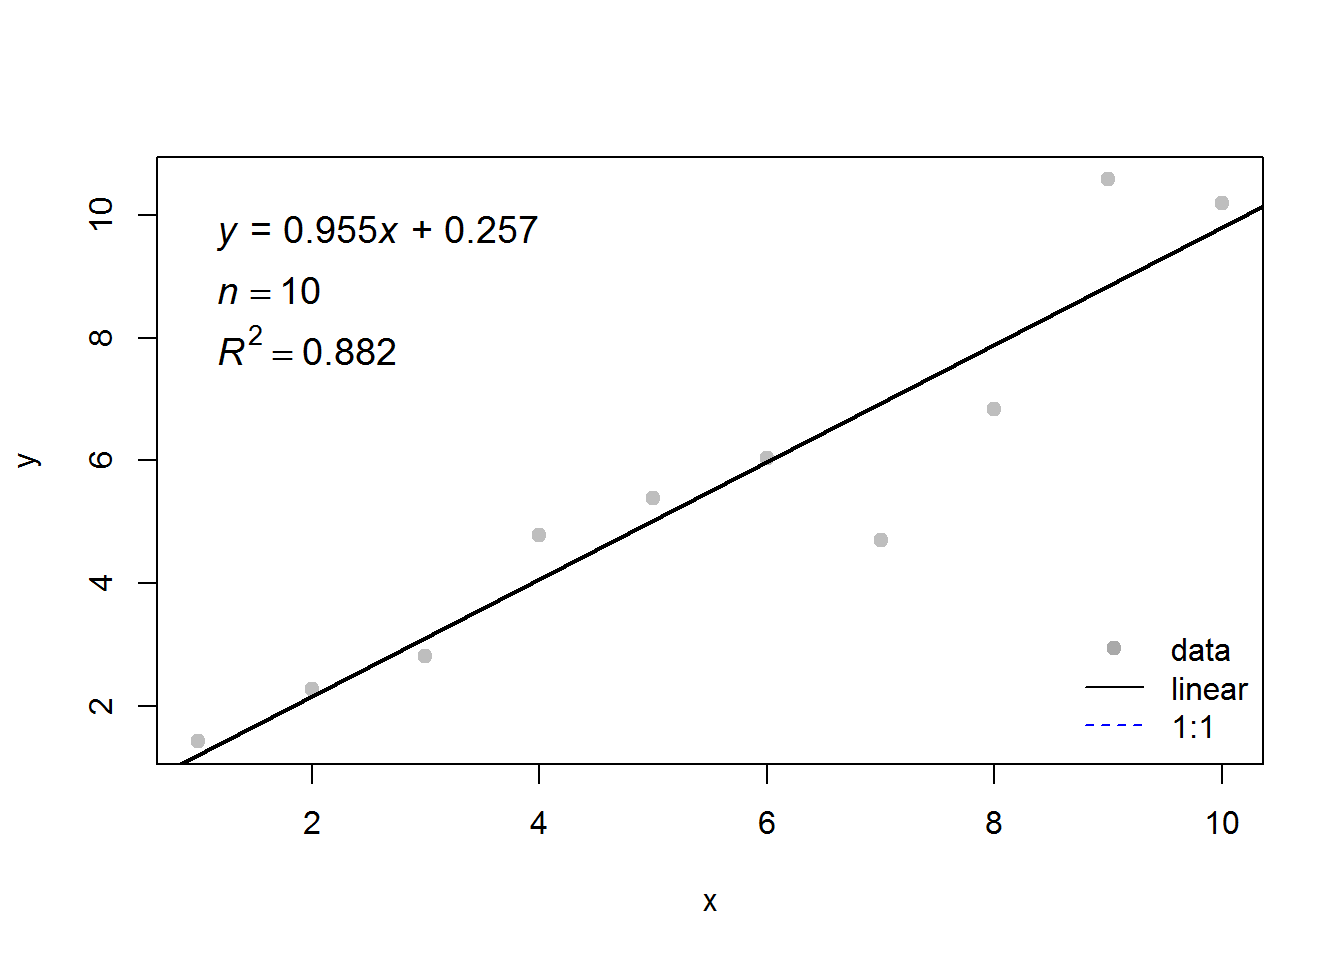 y = 0.955x + 0.257
n = 10
R² = 0.882
10
8
6
4
2
y
data
linear
1:1
2 4 6 8 10
x